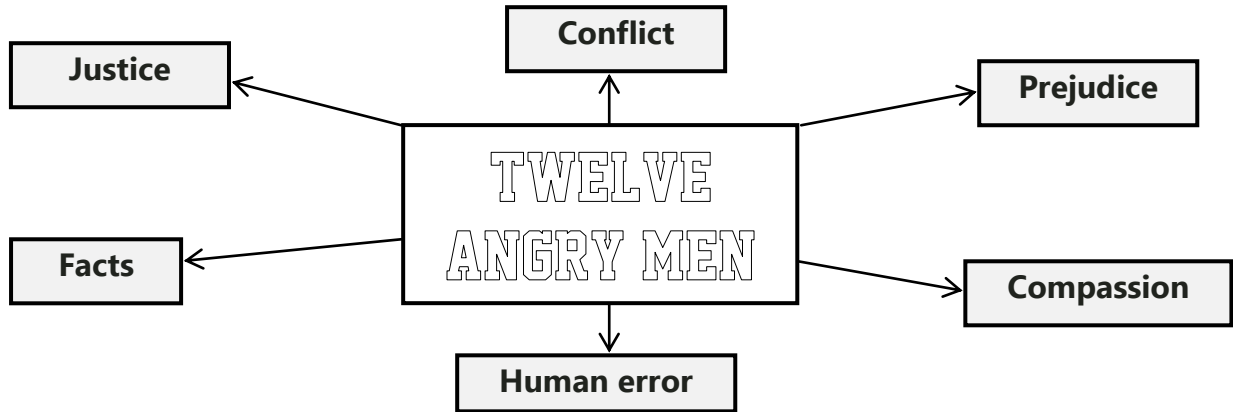 Conflict
Justice
Prejudice
TWELVE
ANGRY MEN
Facts
Compassion
Human error